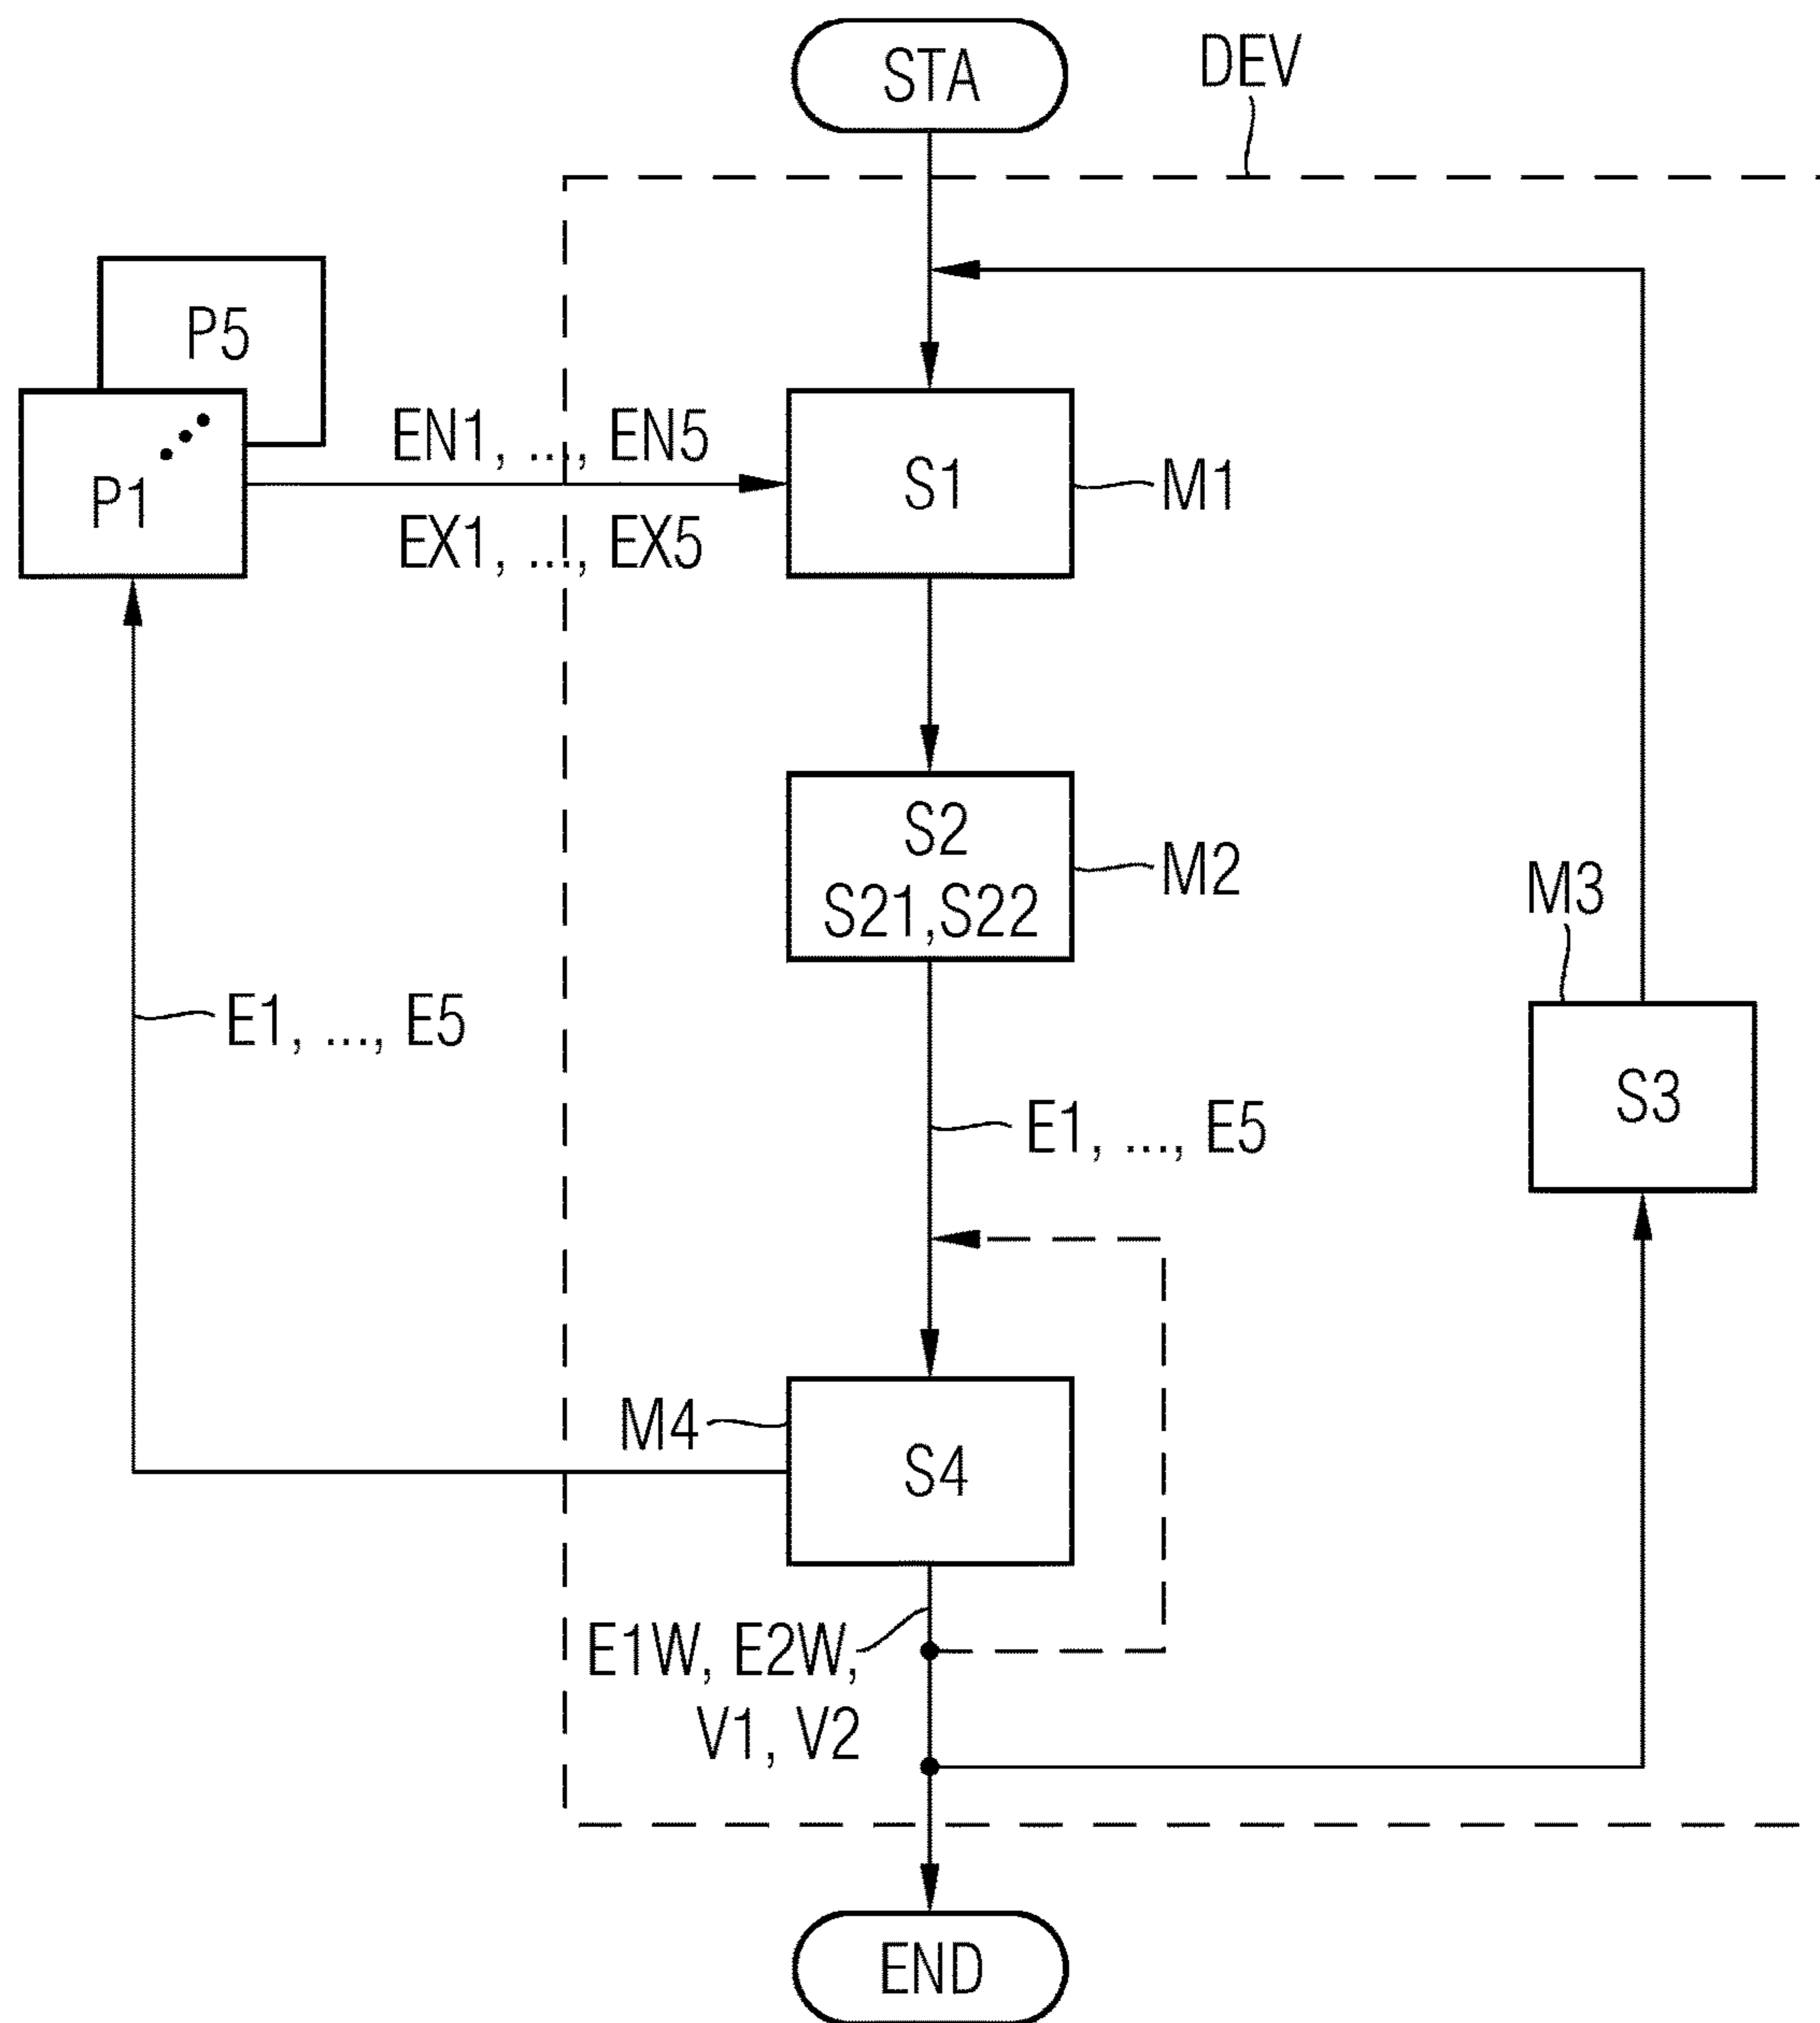 STA
DEV
P5
P1
EN1, ..., EN5
EX1, ..., EX5
S1
M1
S2
S21,S22
M2
M3
S3
E1, ..., E5
E1, ..., E5
M4
S4
E1W, E2W,
V1, V2
END